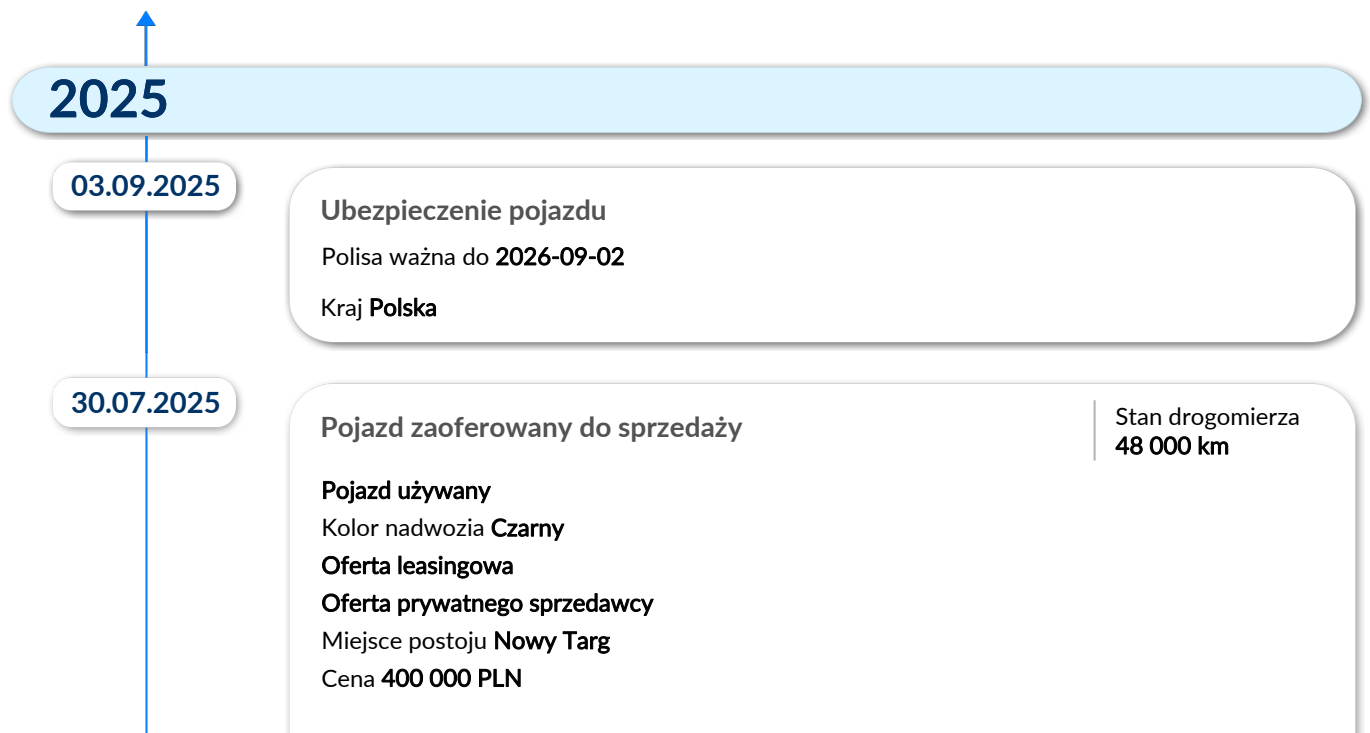 2025
03.09.2025
Ubezpieczenie pojazdu
Polisa ważna do 2026-09-02
Kraj Polska
30.07.2025
Pojazd zaoferowany do sprzedaży
Stan drogomierza
48 000 km
Pojazd używany
Kolor nadwozia Czarny
Oferta leasingowa
Oferta prywatnego sprzedawcy
Miejsce postoju Nowy Targ
Cena 400 000 PLN